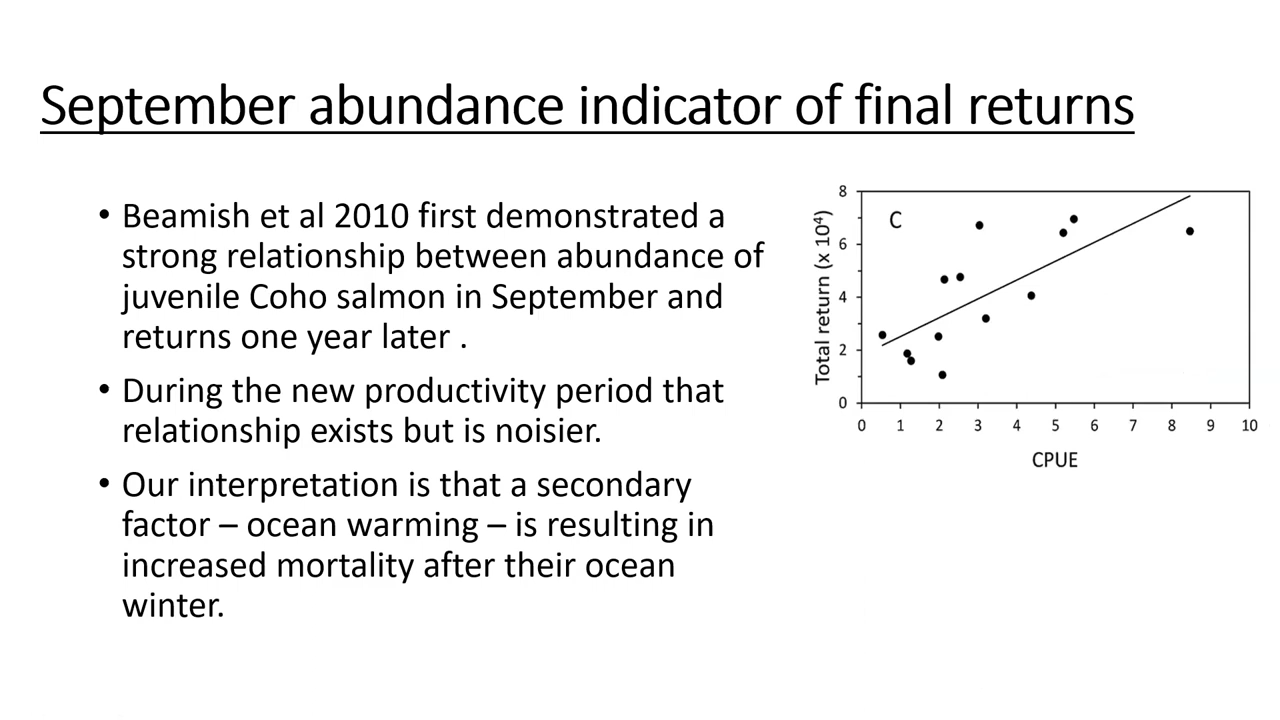 September abundance indicator of final returns
• Beamish et al 2010 first demonstrated a
strong relationship between abundance of
juvenile Coho salmon in September and
returns one year later .
• During the new productivity period that
relationship exists but is noisier.
• Our interpretation is that a secondary
factor – ocean warming – is resulting in
increased mortality after their ocean
winter.
Total return (x 10⁴)
8
6
4
2
0
C
0 1 2 3 4 5 6 7 8 9 10
CPUE